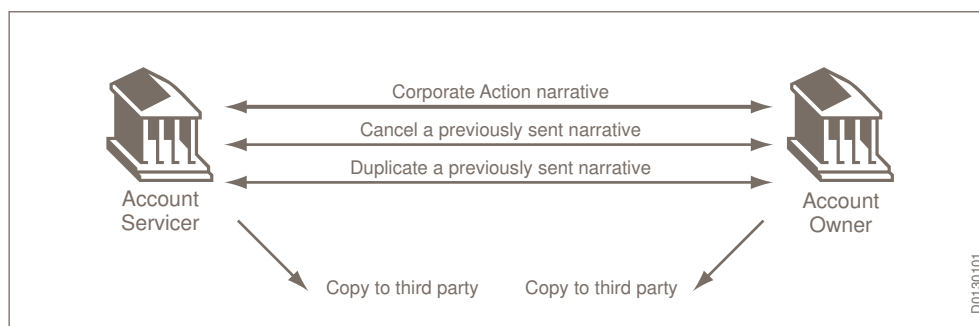 Corporate Action narrative
Cancel a previously sent narrative
Duplicate a previously sent narrative
Account
Servicer
Account
Owner
Copy to third party
Copy to third party
D0130101